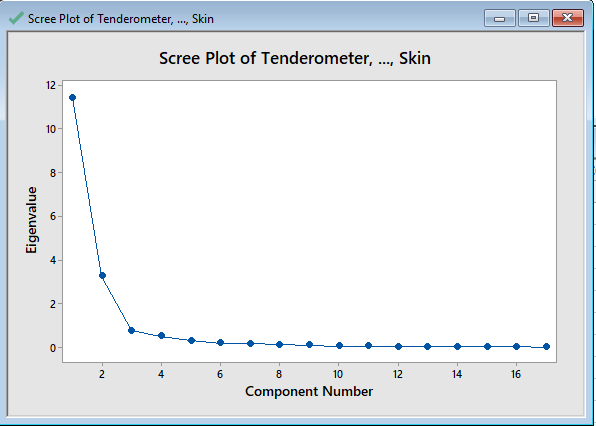 Scree Plot of Tenderometer, ..., Skin
Scree Plot of Tenderometer, ..., Skin
12
10
8
6
4
2
0
Eigenvalue
2 4 6 8 10 12 14 16
Component Number